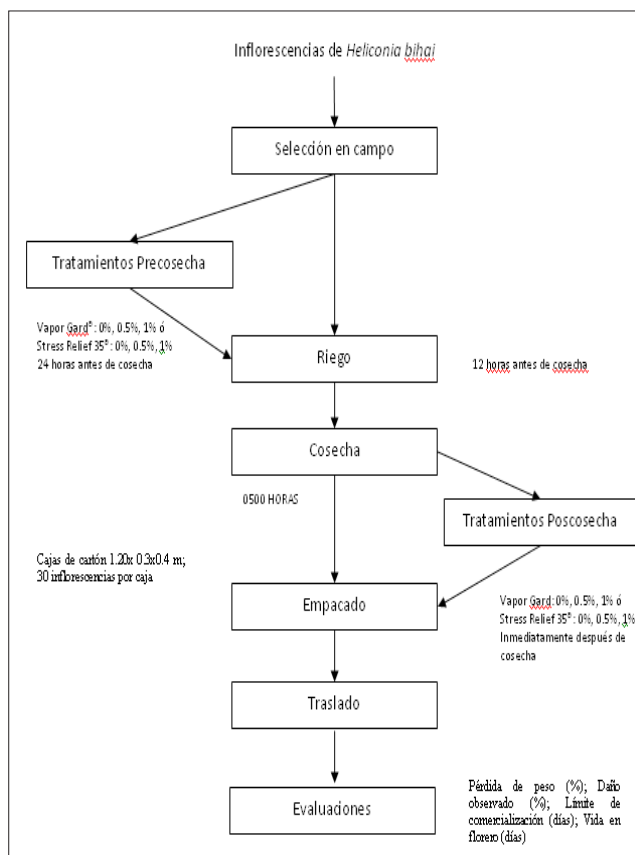 Inflorescencias de Heliconia bihai
Selección en campo
Tratamientos Precosecha
Vapor Gard®: 0%, 0.5%, 1% ó
Stress Relief 35®: 0%, 0.5%, 1%
24 horas antes de cosecha
Riego
12 horas antes de cosecha
Cosecha
0500 HORAS
Tratamientos Poscosecha
Cajas de cartón 1.20x 0.3x0.4 m;
30 inflorescencias por caja
Empacado
Vapor Gard: 0%, 0.5%, 1% ó
Stress Relief 35®: 0%, 0.5%, 1%
Inmediatamente después de
cosecha
Traslado
Evaluaciones
Pérdida de peso (%); Daño
observado (%); Límite de
comercialización (días); Vida en
florero (días)